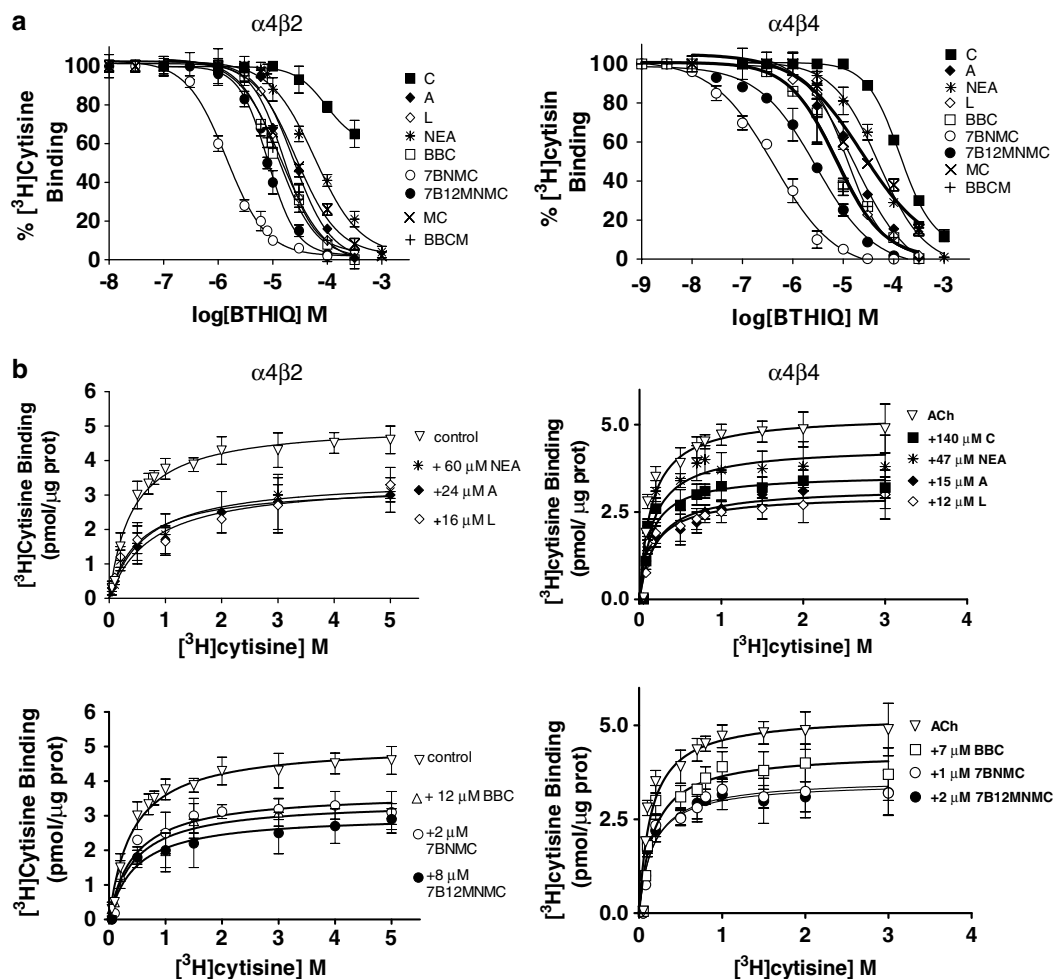 a
α4β2
% [³H]Cytisine
Binding
100
80
60
40
20
0
-8 -7 -6 -5 -4 -3 -2
log[BTHIQ] M
C
A
L
NEA
BBC
7BNMC
7B12MNMC
MC
BBCM
α4β4
% [³H]cytisin
Binding
100
80
60
40
20
0
-9 -8 -7 -6 -5 -4 -3
log[BTHIQ] M
C
A
NEA
L
BBC
7BNMC
7B12MNMC
MC
BBCM
b
α4β2
[³H]Cytisine Binding
(pmol/µg prot)
6
5
4
3
2
1
0
0 1 2 3 4 5
[³H]cytisine] M
control
+ 60 µM NEA
+24 µM A
+16 µM L
α4β4
[³H]cytisine Binding
(pmol/ µg prot)
5.0
2.5
0.0
0 1 2 3 4
[³H]cytisine] M
ACh
+140 µM C
+47 µM NEA
+15 µM A
+12 µM L
[³H]Cytisine Binding
(pmol/µg prot)
6
5
4
3
2
1
0
0 1 2 3 4 5
[³H]cytisine] M
control
+ 12 µM BBC
+2 µM
7BNMC
+8 µM
7B12MNMC
[³H]cytisine Binding
(pmol/ µg prot)
5.0
2.5
0.0
0 1 2 3 4
[³H]cytisine] M
ACh
+7 µM BBC
+1 µM 7BNMC
+2 µM 7B12MNMC